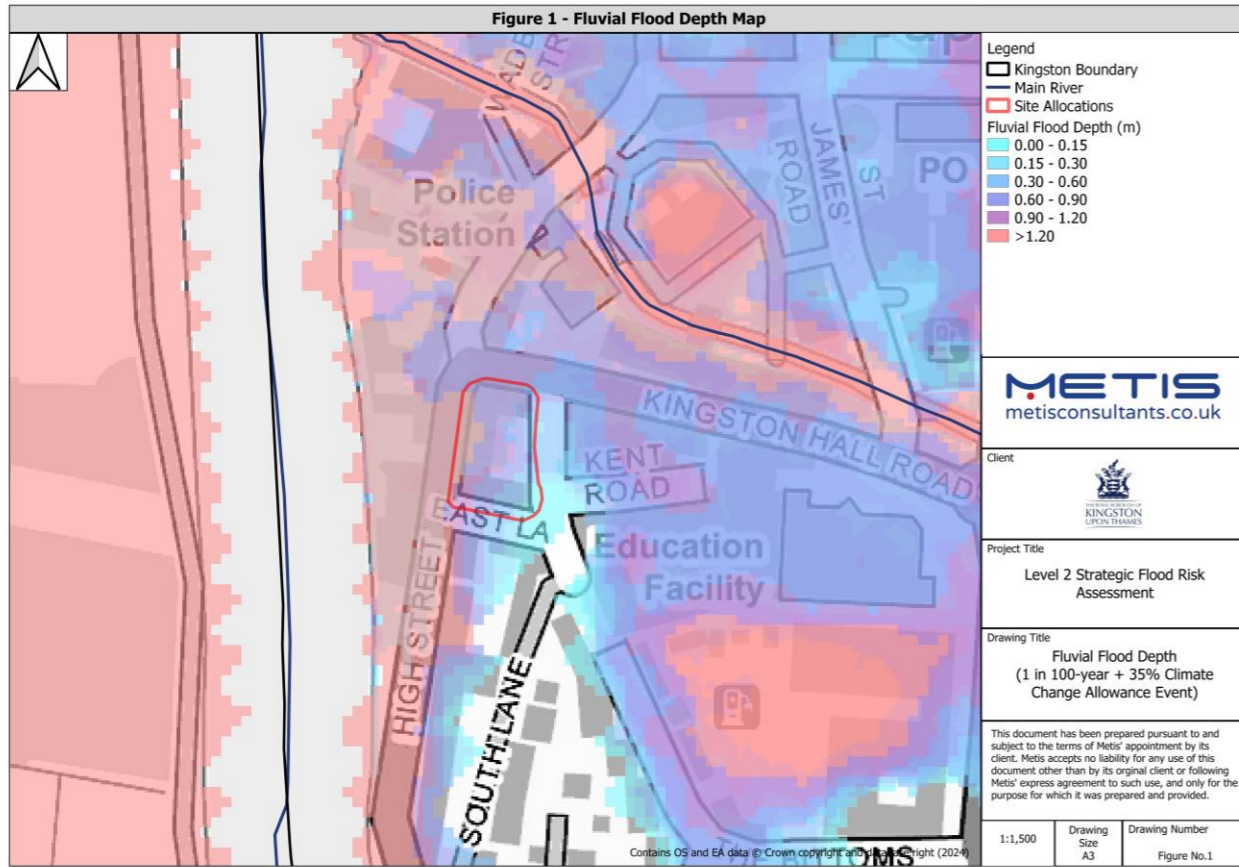 Figure 1 - Fluvial Flood Depth Map
Police
Station
JAMES'
ROAD
ST
PO
KINGSTON HALL ROAD
KENT
ROAD
EAST LA
Education
Facility
HIGH STREET
SOUTH LANE
Contains OS and EA data © Crown copyright and database right (2024)
Legend
Kingston Boundary
Main River
Site Allocations
Fluvial Flood Depth (m)
0.00 - 0.15
0.15 - 0.30
0.30 - 0.60
0.60 - 0.90
0.90 - 1.20
>1.20
METIS
metisconsultants.co.uk
Client
THE ROYAL BOROUGH OF
KINGSTON
UPON THAMES
Project Title
Level 2 Strategic Flood Risk
Assessment
Drawing Title
Fluvial Flood Depth
(1 in 100-year + 35% Climate
Change Allowance Event)
This document has been prepared pursuant to and
subject to the terms of Metis' appointment by its
client. Metis accepts no liability for any use of this
document other than by its orginal client or following
Metis' express agreement to such use, and only for the
purpose for which it was prepared and provided.
1:1,500
Drawing
Size
A3
Drawing Number
Figure No.1